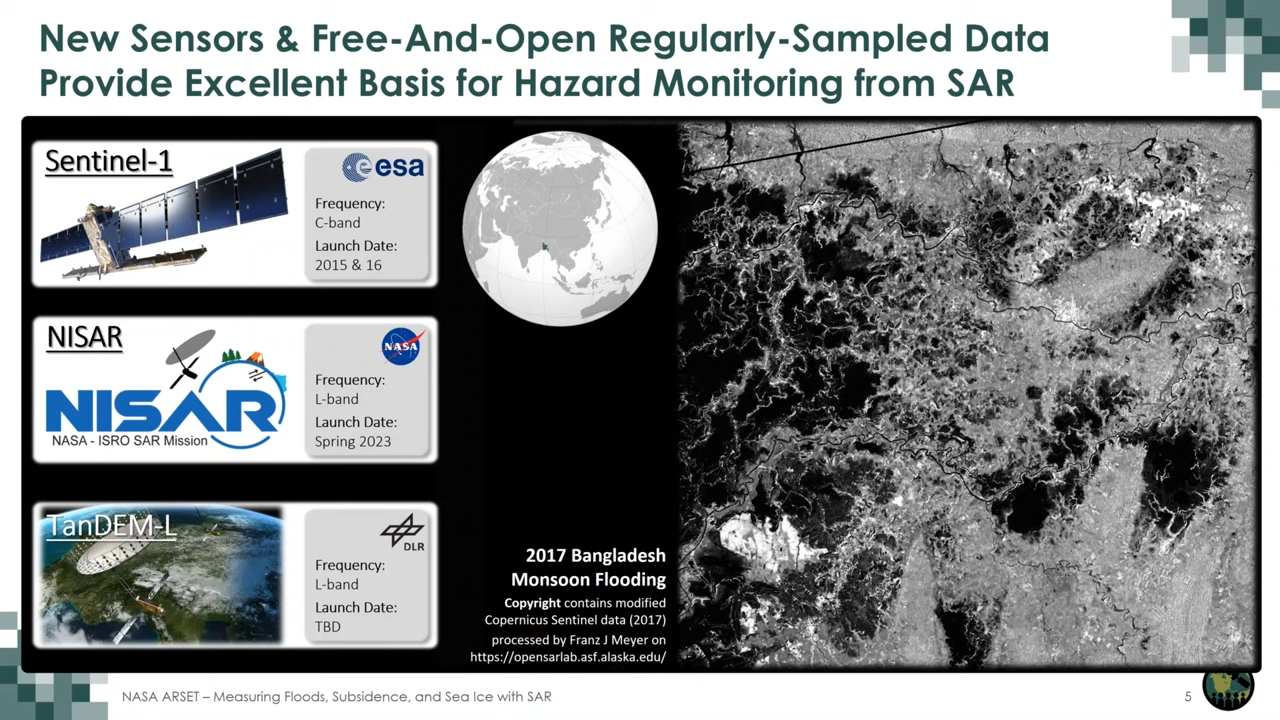 New Sensors & Free-And-Open Regularly-Sampled Data
Provide Excellent Basis for Hazard Monitoring from SAR
Sentinel-1
esa
Frequency:
C-band
Launch Date:
2015 & 16
NISAR
NISAR
NASA - ISRO SAR Mission
NASA
Frequency:
L-band
Launch Date:
Spring 2023
TanDEM-L
DLR
Frequency:
L-band
Launch Date:
TBD
2017 Bangladesh
Monsoon Flooding
Copyright contains modified
Copernicus Sentinel data (2017)
processed by Franz J Meyer on
https://opensarlab.asf.alaska.edu/
NASA ARSET – Measuring Floods, Subsidence, and Sea Ice with SAR
5